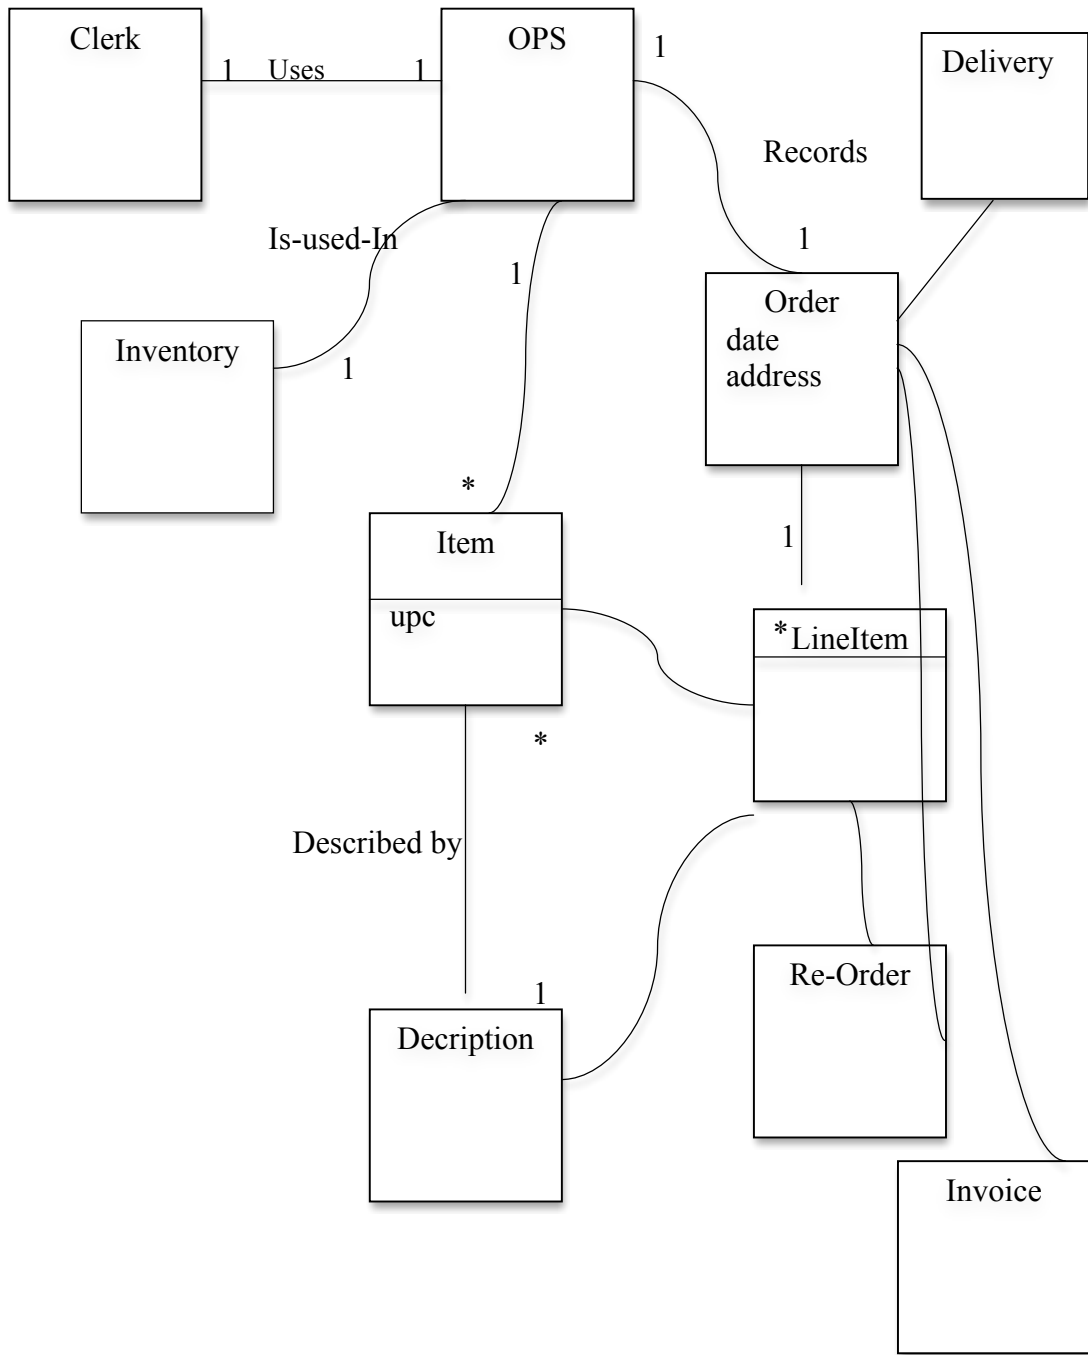 Clerk
OPS
1
Delivery
1 Uses 1
Records
Is-used-In
1
1
Order
date
address
Inventory
1
*
Item
upc
1
*LineItem
*
Described by
Re-Order
1
Decription
Invoice